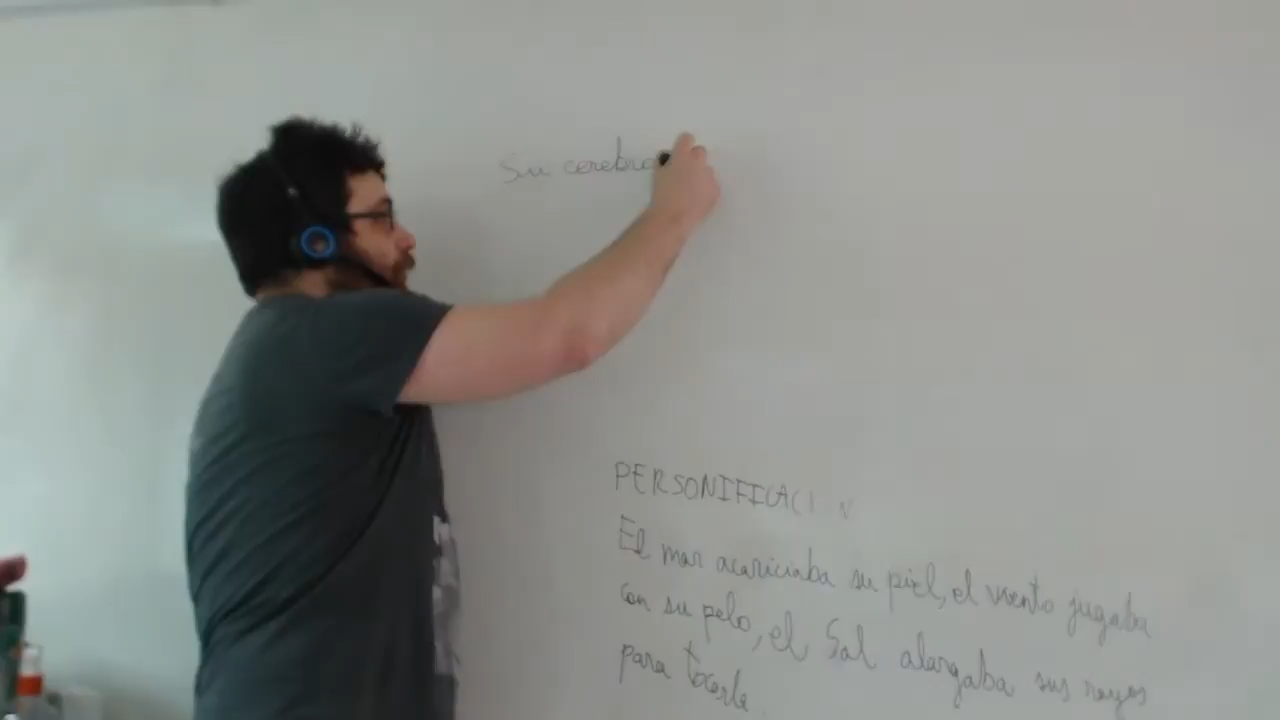 Su cerebro
PERSONIFICACIÓN
El mar acariciaba su piel, el viento jugaba
con su pelo, el Sol alargaba sus rayos
para tocarla.